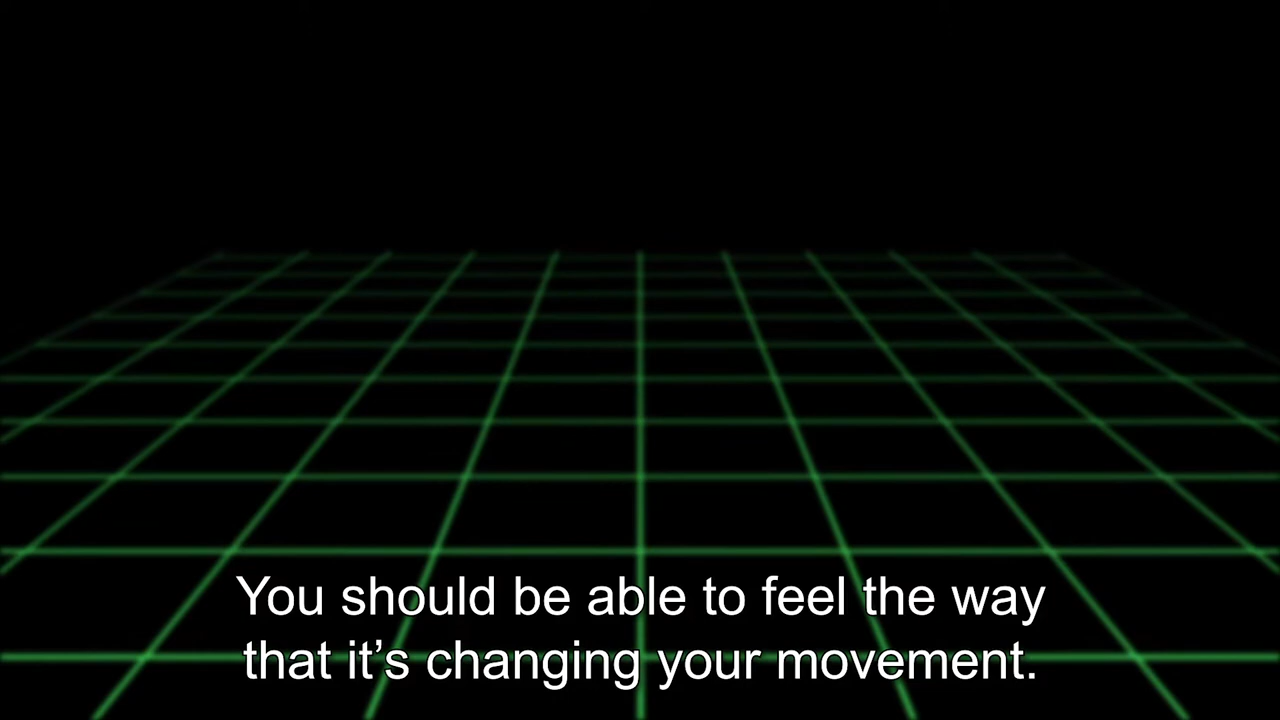 You should be able to feel the way
that it’s changing your movement.